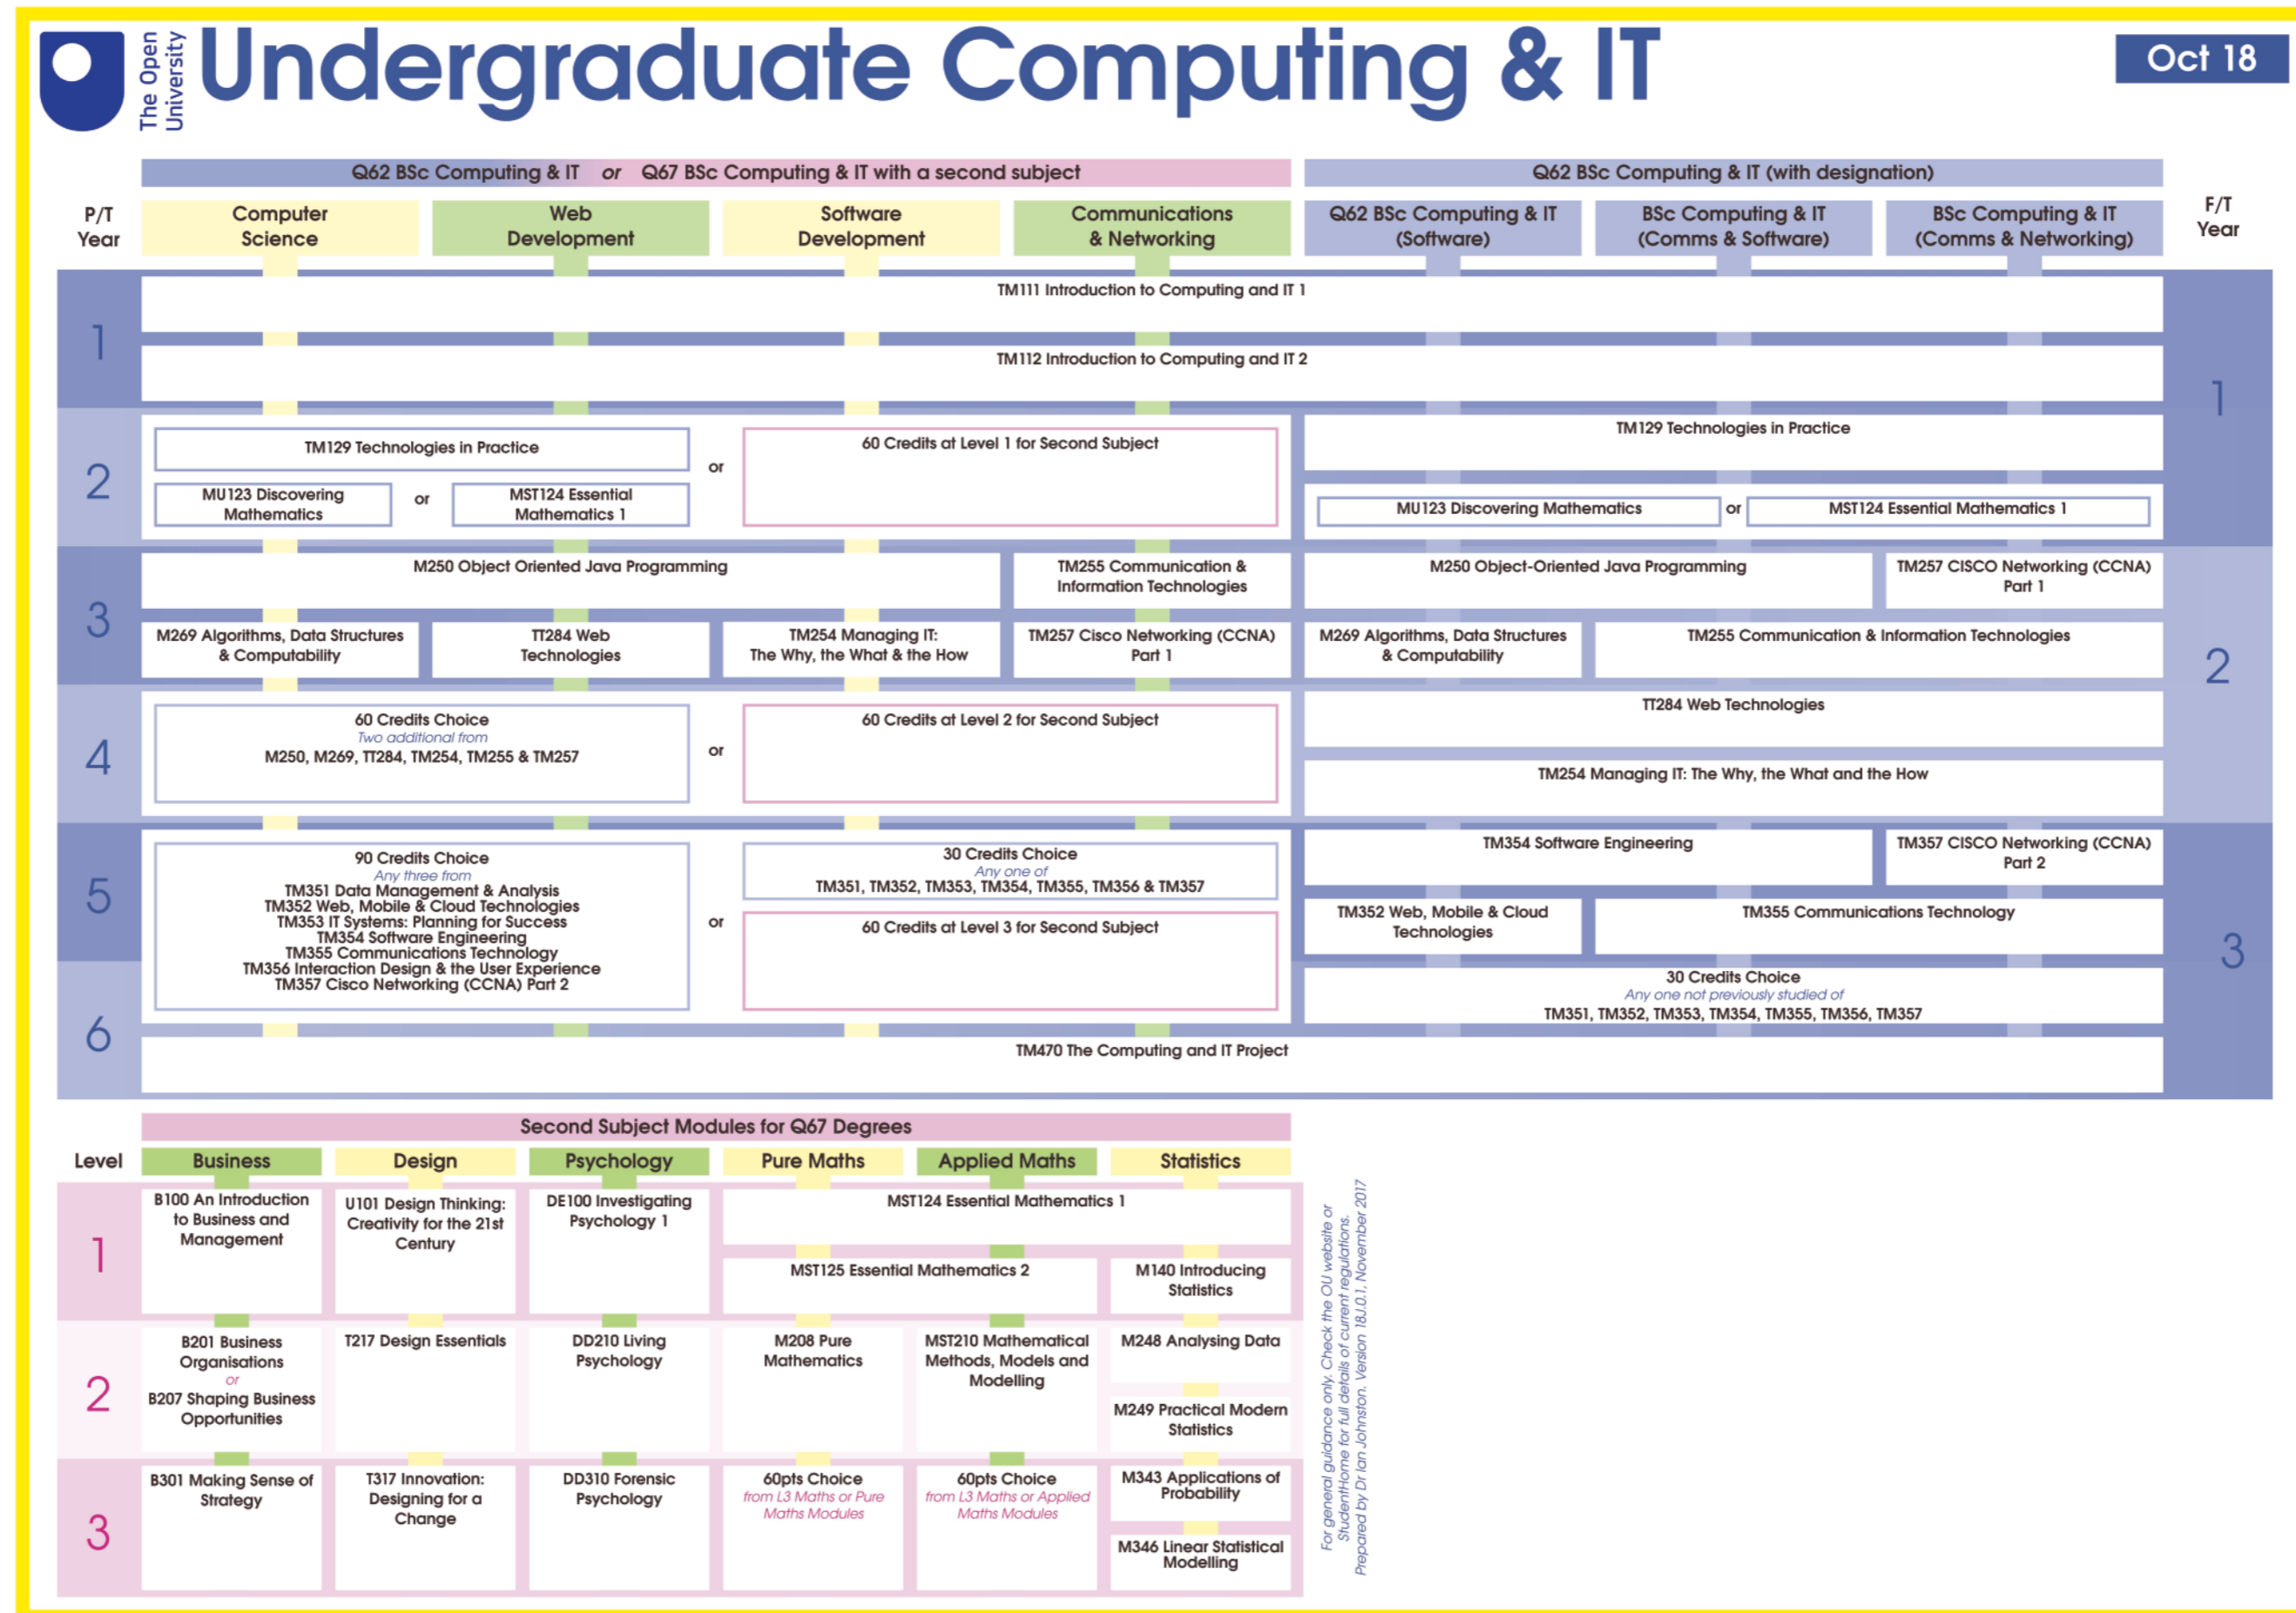 The Open
University
Undergraduate Computing & IT
Oct 18
Q62 BSc Computing & IT or Q67 BSc Computing & IT with a second subject
Q62 BSc Computing & IT (with designation)
P/T
Year
Computer
Science
Web
Development
Software
Development
Communications
& Networking
Q62 BSc Computing & IT
(Software)
BSc Computing & IT
(Comms & Software)
BSc Computing & IT
(Comms & Networking)
F/T
Year
1
TM111 Introduction to Computing and IT 1
TM112 Introduction to Computing and IT 2
1
2
TM129 Technologies in Practice
MU123 Discovering
Mathematics
or
MST124 Essential
Mathematics 1
or
60 Credits at Level 1 for Second Subject
TM129 Technologies in Practice
MU123 Discovering Mathematics
or
MST124 Essential Mathematics 1
3
M250 Object Oriented Java Programming
TM255 Communication &
Information Technologies
M250 Object-Oriented Java Programming
TM257 CISCO Networking (CCNA)
Part 1
M269 Algorithms, Data Structures
& Computability
TT284 Web
Technologies
TM254 Managing IT:
The Why, the What & the How
TM257 Cisco Networking (CCNA)
Part 1
M269 Algorithms, Data Structures
& Computability
TM255 Communication & Information Technologies
2
4
60 Credits Choice
Two additional from
M250, M269, TT284, TM254, TM255 & TM257
or
60 Credits at Level 2 for Second Subject
TT284 Web Technologies
TM254 Managing IT: The Why, the What and the How
5
90 Credits Choice
Any three from
TM351 Data Management & Analysis
TM352 Web, Mobile & Cloud Technologies
TM353 IT Systems: Planning for Success
TM354 Software Engineering
TM355 Communications Technology
TM356 Interaction Design & the User Experience
TM357 Cisco Networking (CCNA) Part 2
or
30 Credits Choice
Any one of
TM351, TM352, TM353, TM354, TM355, TM356 & TM357
60 Credits at Level 3 for Second Subject
TM354 Software Engineering
TM357 CISCO Networking (CCNA)
Part 2
TM352 Web, Mobile & Cloud
Technologies
TM355 Communications Technology
3
30 Credits Choice
Any one not previously studied of
TM351, TM352, TM353, TM354, TM355, TM356, TM357
6
TM470 The Computing and IT Project
Second Subject Modules for Q67 Degrees
Level
Business
Design
Psychology
Pure Maths
Applied Maths
Statistics
1
B100 An Introduction
to Business and
Management
U101 Design Thinking:
Creativity for the 21st
Century
DE100 Investigating
Psychology 1
MST124 Essential Mathematics 1
MST125 Essential Mathematics 2
M140 Introducing
Statistics
2
B201 Business
Organisations
or
B207 Shaping Business
Opportunities
T217 Design Essentials
DD210 Living
Psychology
M208 Pure
Mathematics
MST210 Mathematical
Methods, Models and
Modelling
M248 Analysing Data
M249 Practical Modern
Statistics
3
B301 Making Sense of
Strategy
T317 Innovation:
Designing for a
Change
DD310 Forensic
Psychology
60pts Choice
from L3 Maths or Pure
Maths Modules
60pts Choice
from L3 Maths or Applied
Maths Modules
M343 Applications of
Probability
M346 Linear Statistical
Modelling
For general guidance only. Check the OU website or
StudentHome for full details of current regulations.
Prepared by Dr Ian Johnston. Version 18J.0.1, November 2017